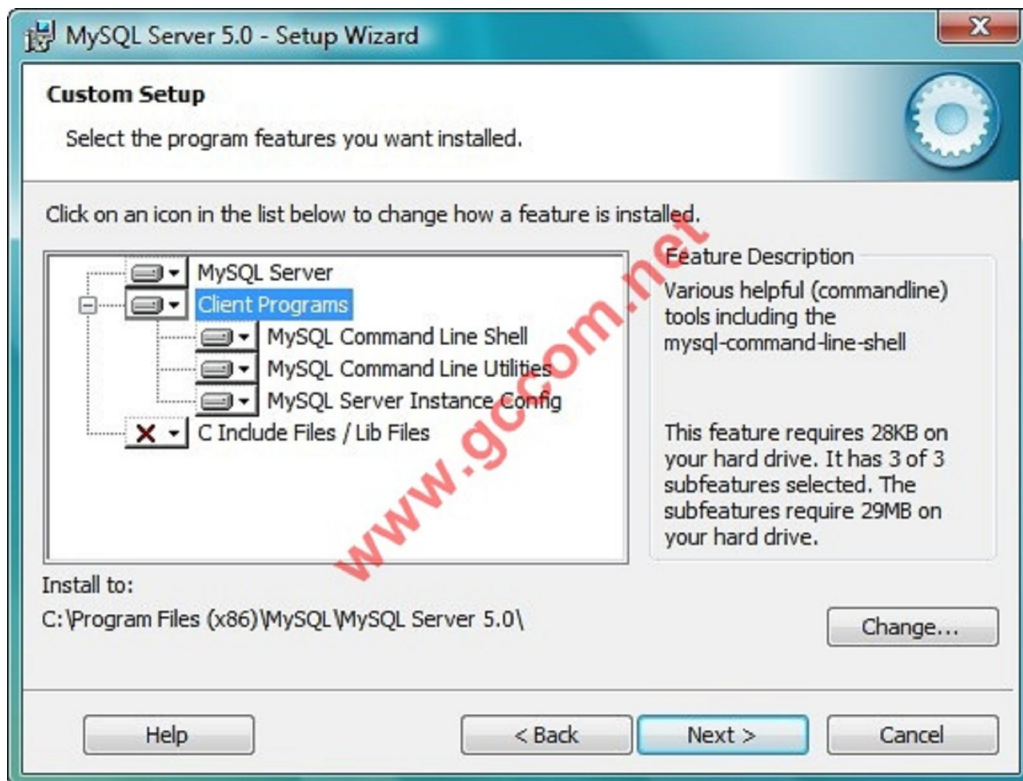 MySQL Server 5.0 - Setup Wizard
Custom Setup
Select the program features you want installed.
Click on an icon in the list below to change how a feature is installed.
MySQL Server
Client Programs
MySQL Command Line Shell
MySQL Command Line Utilities
MySQL Server Instance Config
C Include Files / Lib Files
Feature Description
Various helpful (commandline)
tools including the
mysql-command-line-shell
This feature requires 28KB on
your hard drive. It has 3 of 3
subfeatures selected. The
subfeatures require 29MB on
your hard drive.
www.gccom.net
Install to:
C:\Program Files (x86)\MySQL\MySQL Server 5.0\
Change...
Help
< Back
Next >
Cancel